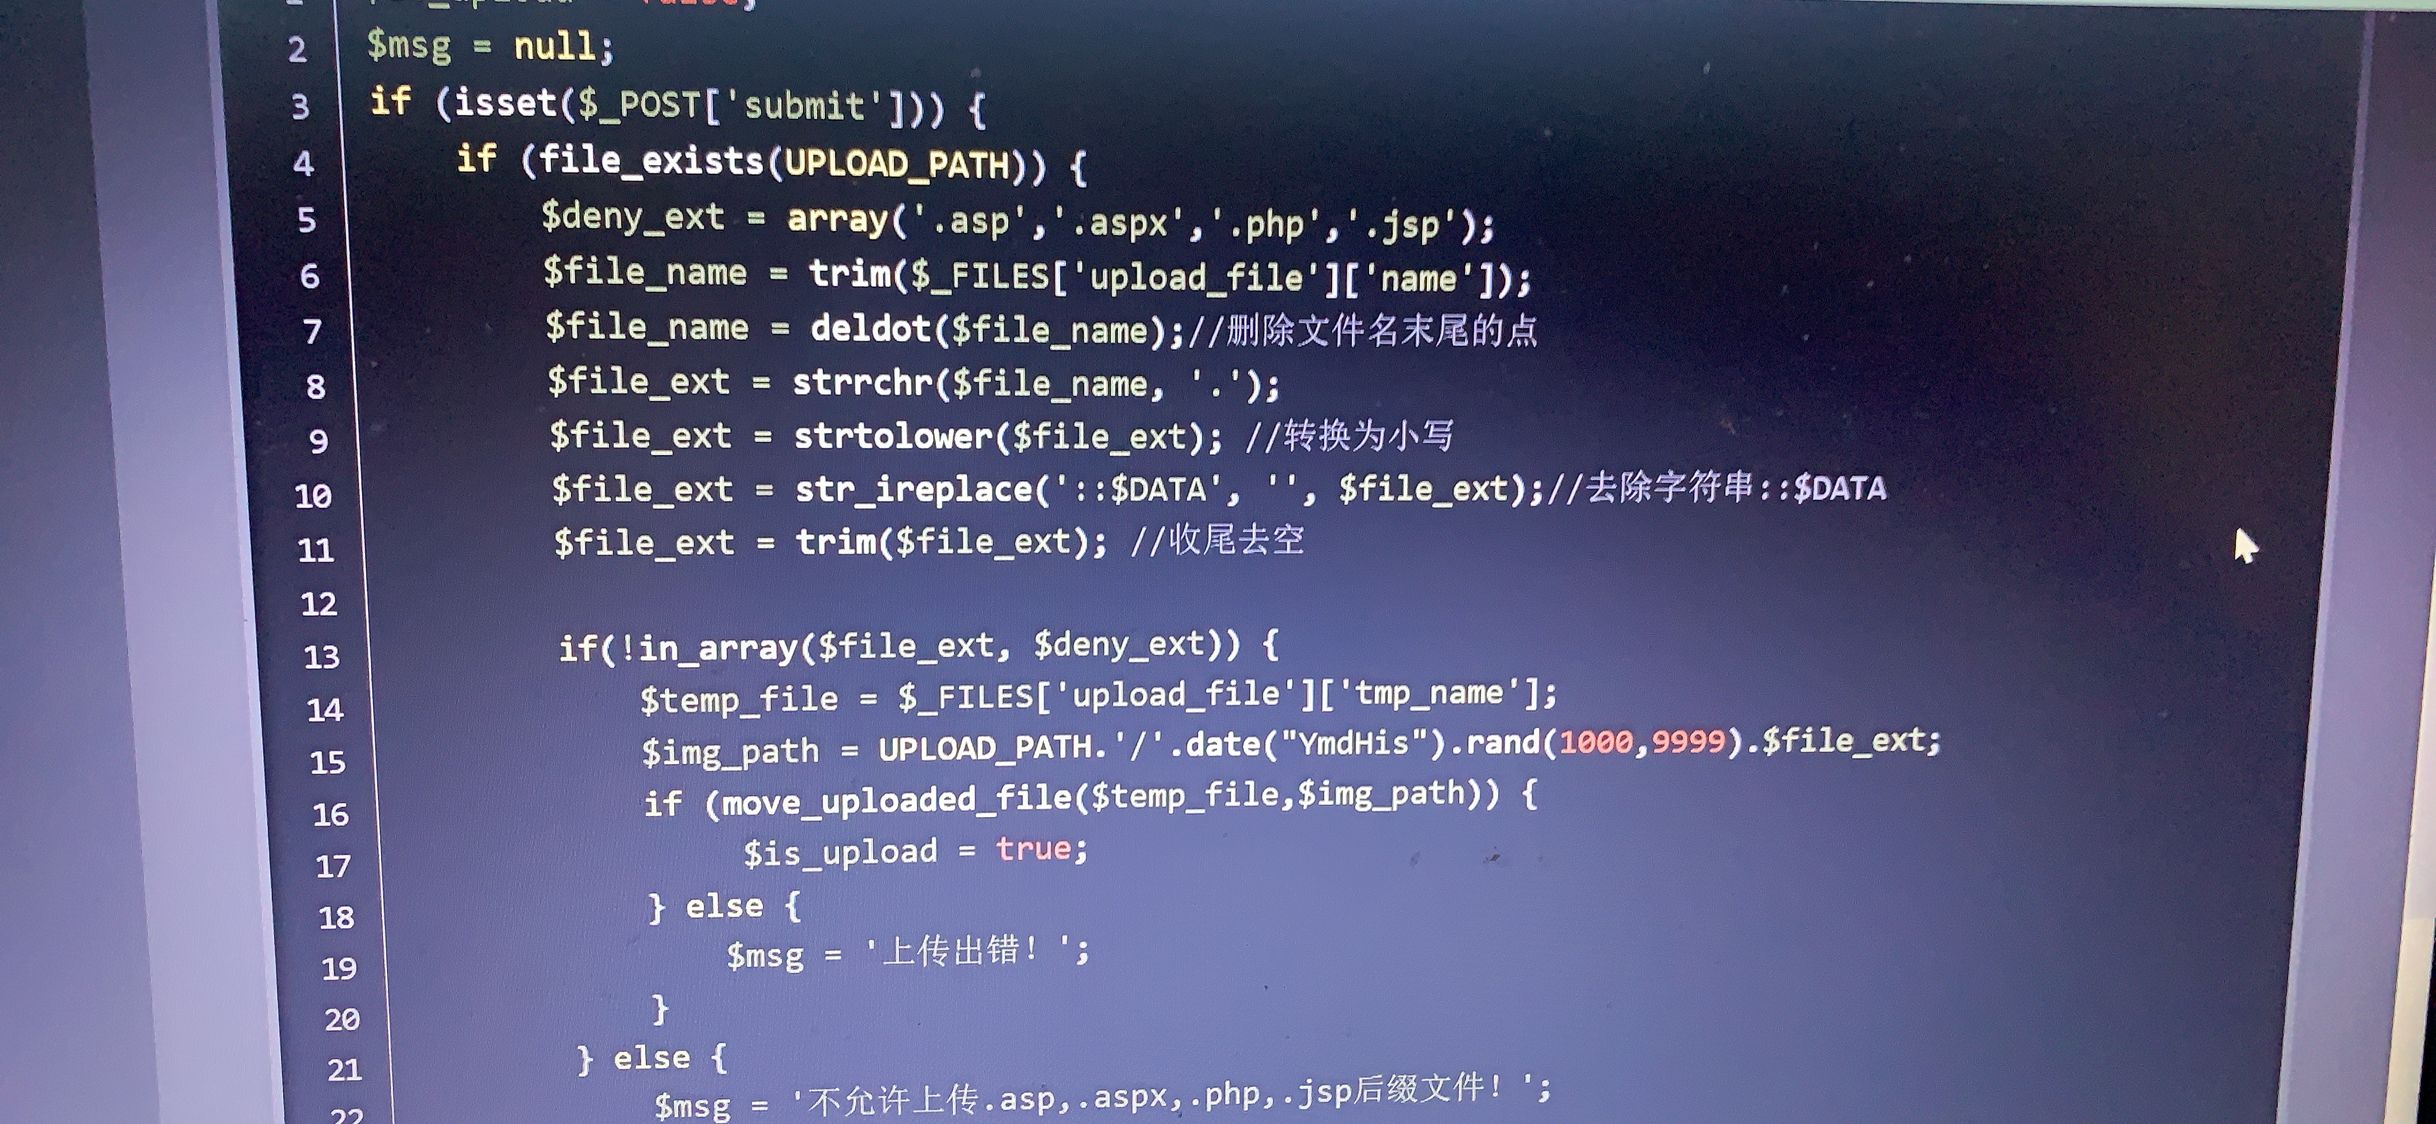 2 $msg = null;
3 if (isset($_POST['submit'])) {
4 if (file_exists(UPLOAD_PATH)) {
5 $deny_ext = array('.asp','.aspx','.php','.jsp');
6 $file_name = trim($_FILES['upload_file']['name']);
7 $file_name = deldot($file_name);//删除文件名末尾的点
8 $file_ext = strrchr($file_name, '.');
9 $file_ext = strtolower($file_ext); //转换为小写
10 $file_ext = str_ireplace('::$DATA', '', $file_ext);//去除字符串::$DATA
11 $file_ext = trim($file_ext); //收尾去空
12
13 if(!in_array($file_ext, $deny_ext)) {
14 $temp_file = $_FILES['upload_file']['tmp_name'];
15 $img_path = UPLOAD_PATH.'/'.date("YmdHis").rand(1000,9999).$file_ext;
16 if (move_uploaded_file($temp_file,$img_path)) {
17 $is_upload = true;
18 } else {
19 $msg = '上传出错！';
20 }
21 } else {
22 $msg = '不允许上传.asp,.aspx,.php,.jsp后缀文件！';